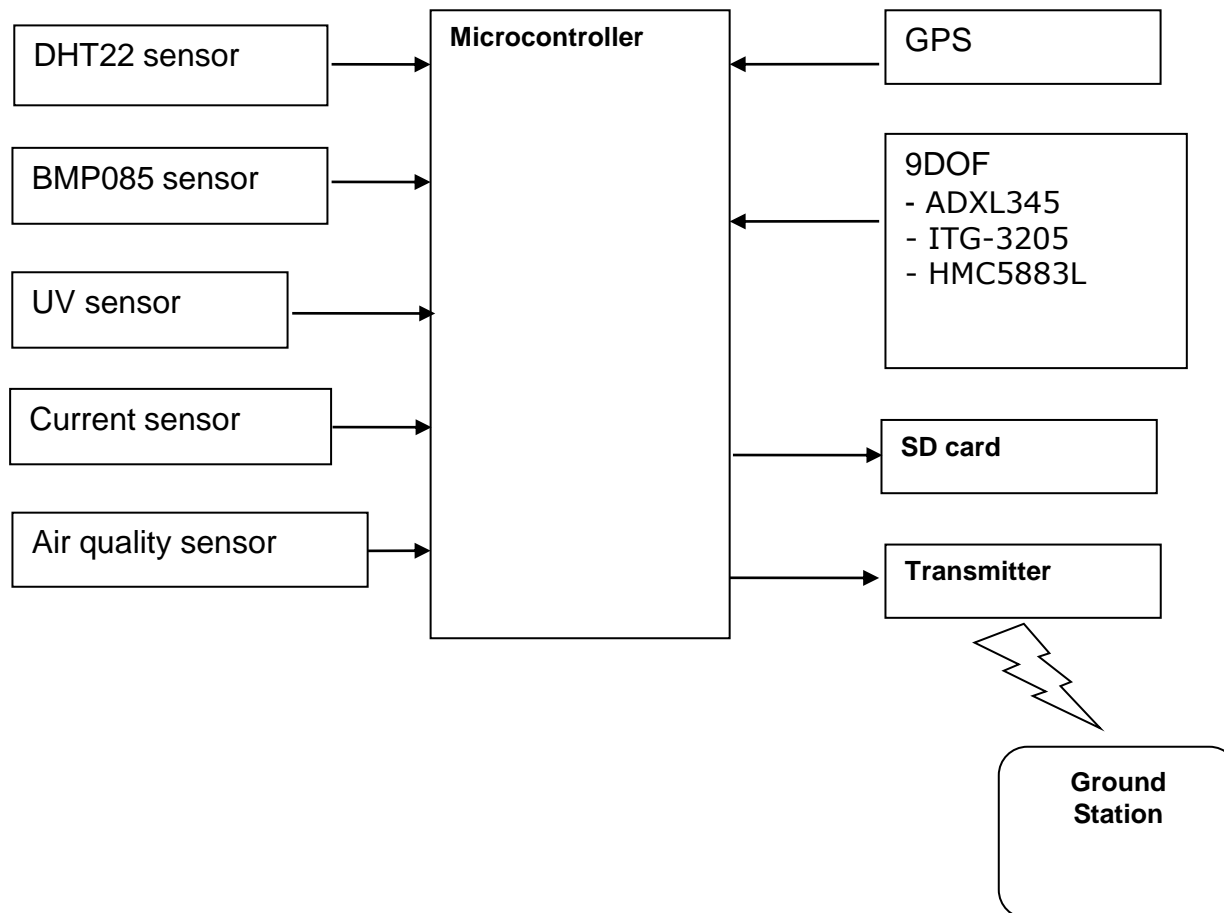 DHT22 sensor
BMP085 sensor
UV sensor
Current sensor
Air quality sensor
Microcontroller
GPS
9DOF
- ADXL345
- ITG-3205
- HMC5883L
SD card
Transmitter
Ground
Station